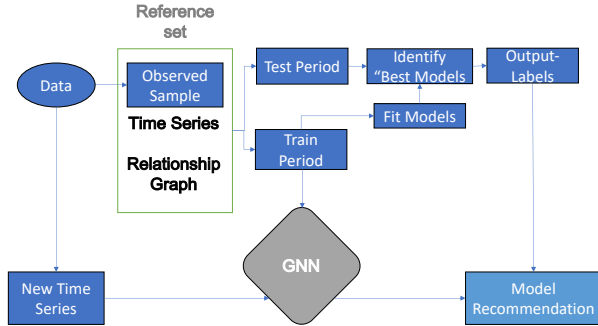 Reference
set
Data
Observed
Sample
Time Series
Relationship
Graph
Test Period
Identify
“Best Models
Output-
Labels
Train
Period
Fit Models
GNN
New Time
Series
Model
Recommendation